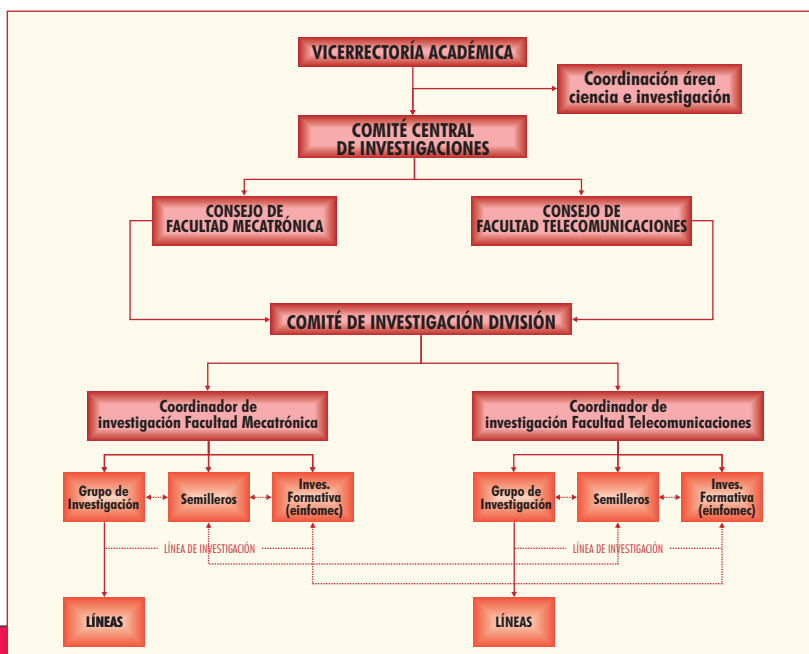 VICERRECTORÍA ACADÉMICA
Coordinación área
ciencia e investigación
COMITÉ CENTRAL
DE INVESTIGACIONES
CONSEJO DE
FACULTAD MECATRÓNICA
CONSEJO DE
FACULTAD TELECOMUNICACIONES
COMITÉ DE INVESTIGACIÓN DIVISIÓN
Coordinador de
investigación Facultad Mecatrónica
Coordinador de
investigación Facultad Telecomunicaciones
Grupo de
Investigación
Semilleros
Inves.
Formativa
(einfomec)
Grupo de
Investigación
Semilleros
Inves.
Formativa
(einfomec)
LÍNEA DE INVESTIGACIÓN
LÍNEA DE INVESTIGACIÓN
LÍNEAS
LÍNEAS